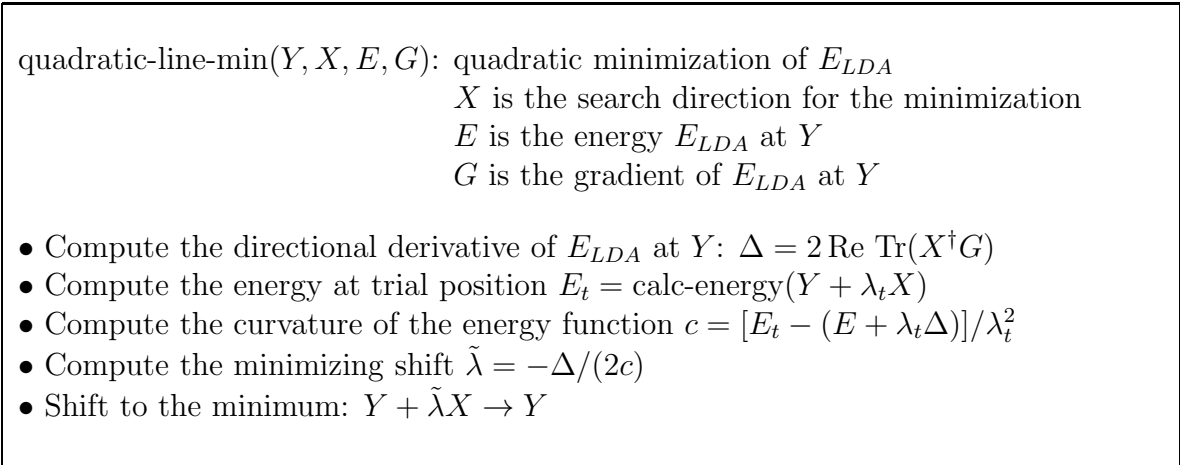 quadratic-line-min(Y, X, E, G): quadratic minimization of E_{LDA}
X is the search direction for the minimization
E is the energy E_{LDA} at Y
G is the gradient of E_{LDA} at Y
• Compute the directional derivative of E_{LDA} at Y: Δ = 2 Re Tr(X†G)
• Compute the energy at trial position E_t = calc-energy(Y + λ_tX)
• Compute the curvature of the energy function c = [E_t − (E + λ_tΔ)]/λ_t^2
• Compute the minimizing shift λ̃ = −Δ/(2c)
• Shift to the minimum: Y + λ̃X → Y